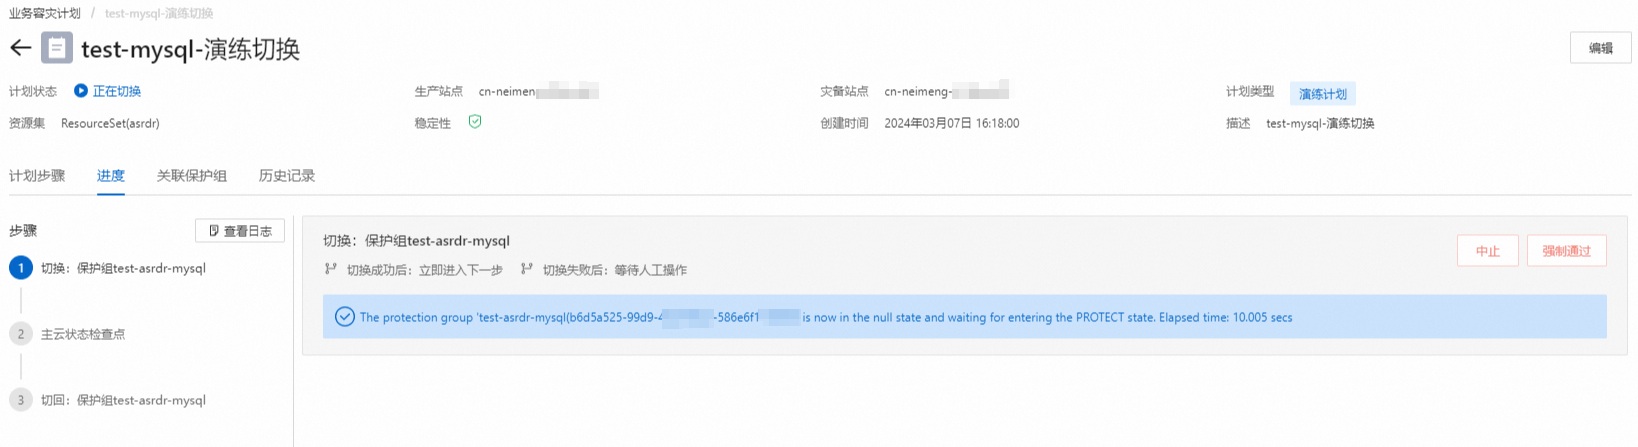 业务容灾计划 / test-mysql-演练切换
test-mysql-演练切换
编辑
计划状态 正在切换 生产站点 cn-neimeng 灾备站点 cn-neimeng- 计划类型 演练计划
资源集 ResourceSet(asrdr) 稳定性 创建时间 2024年03月07日 16:18:00 描述 test-mysql-演练切换
计划步骤 进度 关联保护组 历史记录
步骤 查看日志
1 切换：保护组test-asrdr-mysql
2 主云状态检查点
3 切回：保护组test-asrdr-mysql
切换：保护组test-asrdr-mysql
中止 强制通过
切换成功后：立即进入下一步 切换失败后：等待人工操作
The protection group 'test-asrdr-mysql(b6d5a525-99d9-4 -586e6f1 is now in the null state and waiting for entering the PROTECT state. Elapsed time: 10.005 secs